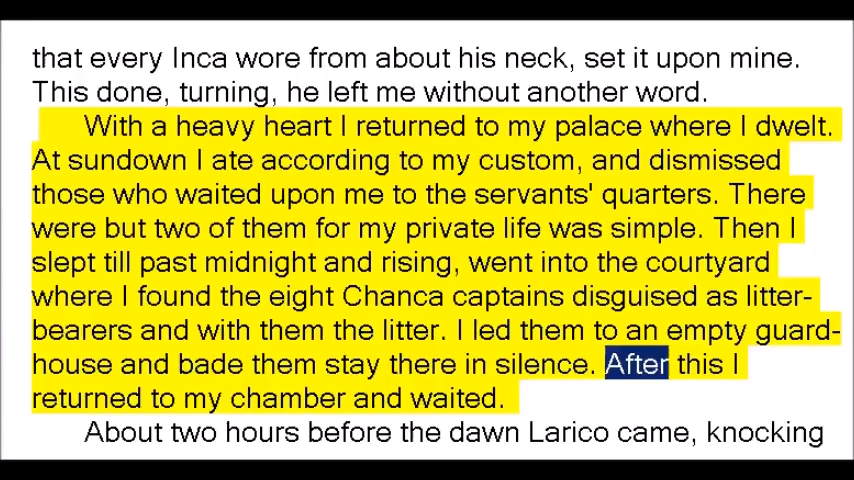 that every Inca wore from about his neck, set it upon mine.
This done, turning, he left me without another word.
With a heavy heart I returned to my palace where I dwelt.
At sundown I ate according to my custom, and dismissed
those who waited upon me to the servants' quarters. There
were but two of them for my private life was simple. Then I
slept till past midnight and rising, went into the courtyard
where I found the eight Chanca captains disguised as litter-
bearers and with them the litter. I led them to an empty guard-
house and bade them stay there in silence. After this I
returned to my chamber and waited.
About two hours before the dawn Larico came, knocking